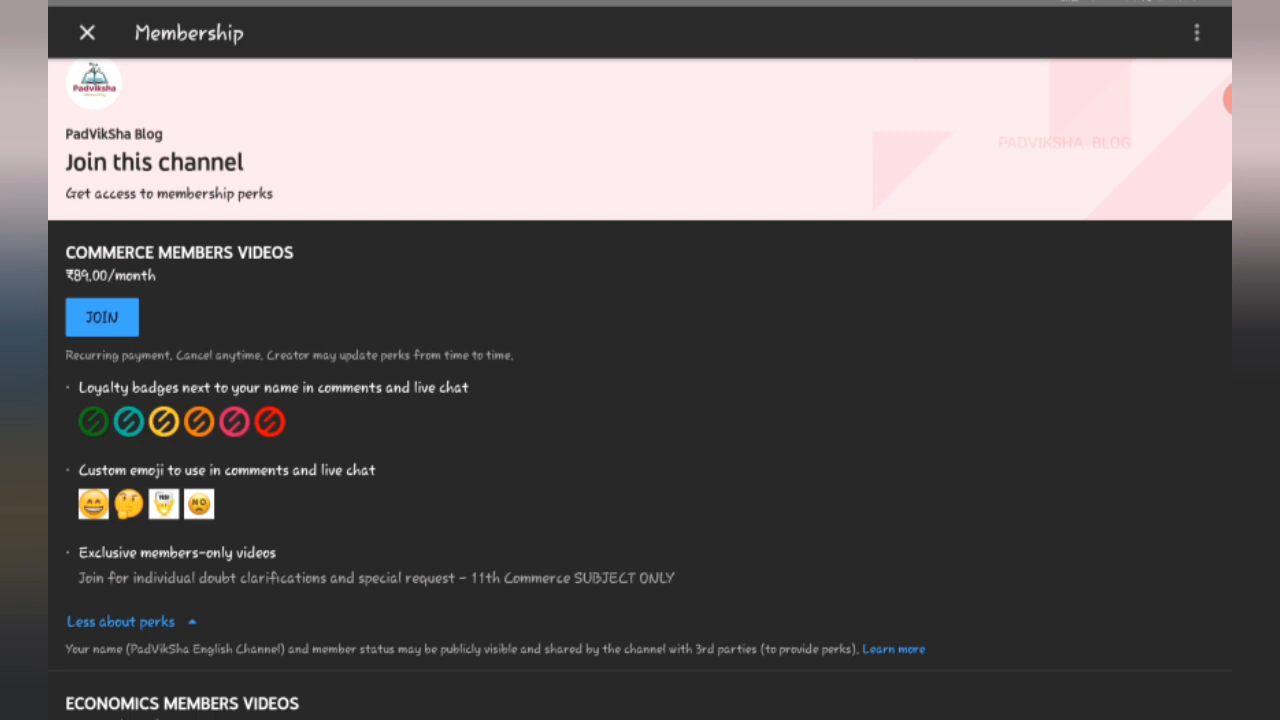 Membership
Padviksha
PadVikSha Blog
Join this channel
Get access to membership perks
PADVIKSHA BLOG
COMMERCE MEMBERS VIDEOS
₹89.00/month
JOIN
Recurring payment. Cancel anytime. Creator may update perks from time to time.
· Loyalty badges next to your name in comments and live chat
· Custom emoji to use in comments and live chat
YES!
NO
· Exclusive members-only videos
Join for individual doubt clarifications and special request - 11th Commerce SUBJECT ONLY
Less about perks
Your name (PadVikSha English Channel) and member status may be publicly visible and shared by the channel with 3rd parties (to provide perks). Learn more
ECONOMICS MEMBERS VIDEOS